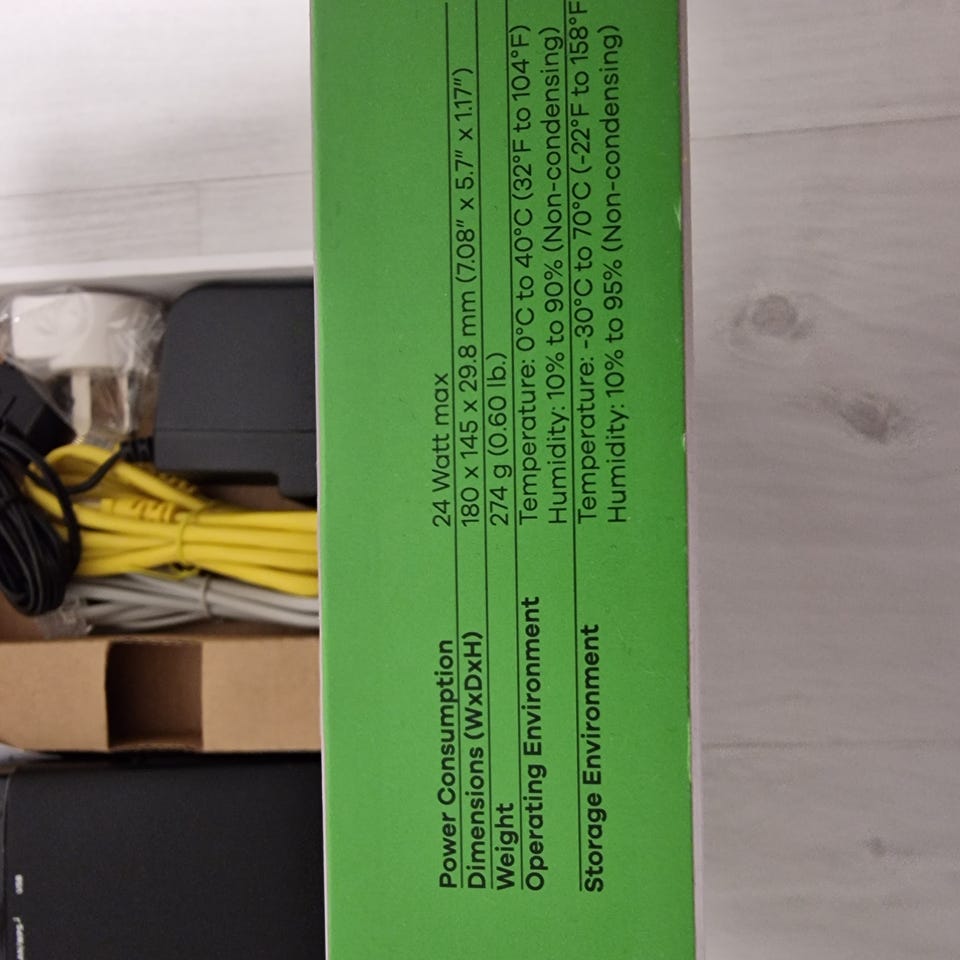 Power Consumption 24 Watt max
Dimensions (WxDxH) 180 x 145 x 29.8 mm (7.08" x 5.7" x 1.17")
Weight 274 g (0.60 lb.)
Operating Environment Temperature: 0°C to 40°C (32°F to 104°F)
Humidity: 10% to 90% (Non-condensing)
Storage Environment Temperature: -30°C to 70°C (-22°F to 158°F
Humidity: 10% to 95% (Non-condensing)
USB